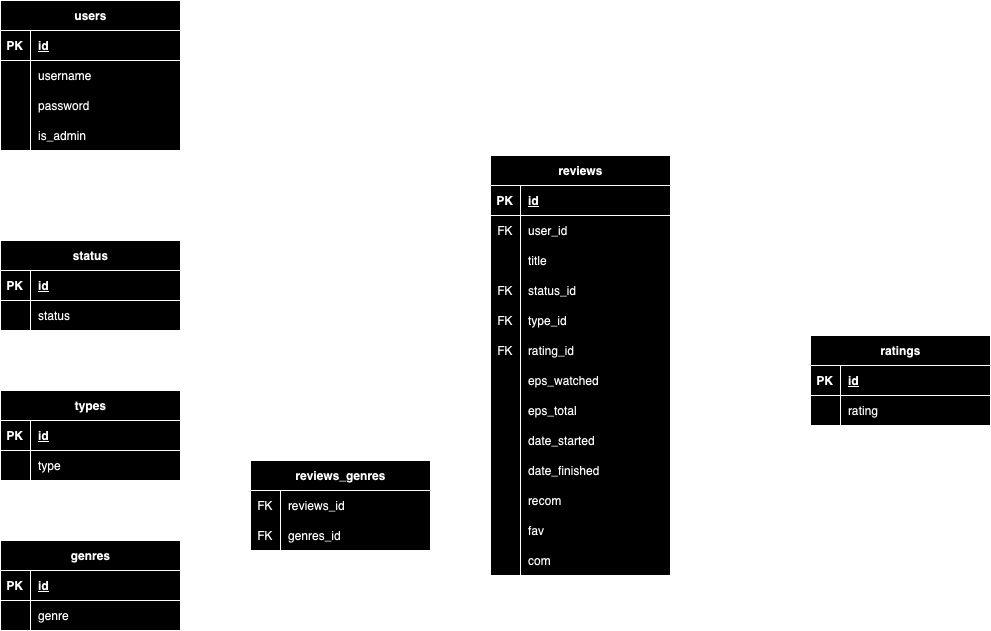 users
PK id
username
password
is_admin
status
PK id
status
types
PK id
type
genres
PK id
genre
reviews_genres
FK reviews_id
FK genres_id
reviews
PK id
FK user_id
title
FK status_id
FK type_id
FK rating_id
eps_watched
eps_total
date_started
date_finished
recom
fav
com
ratings
PK id
rating